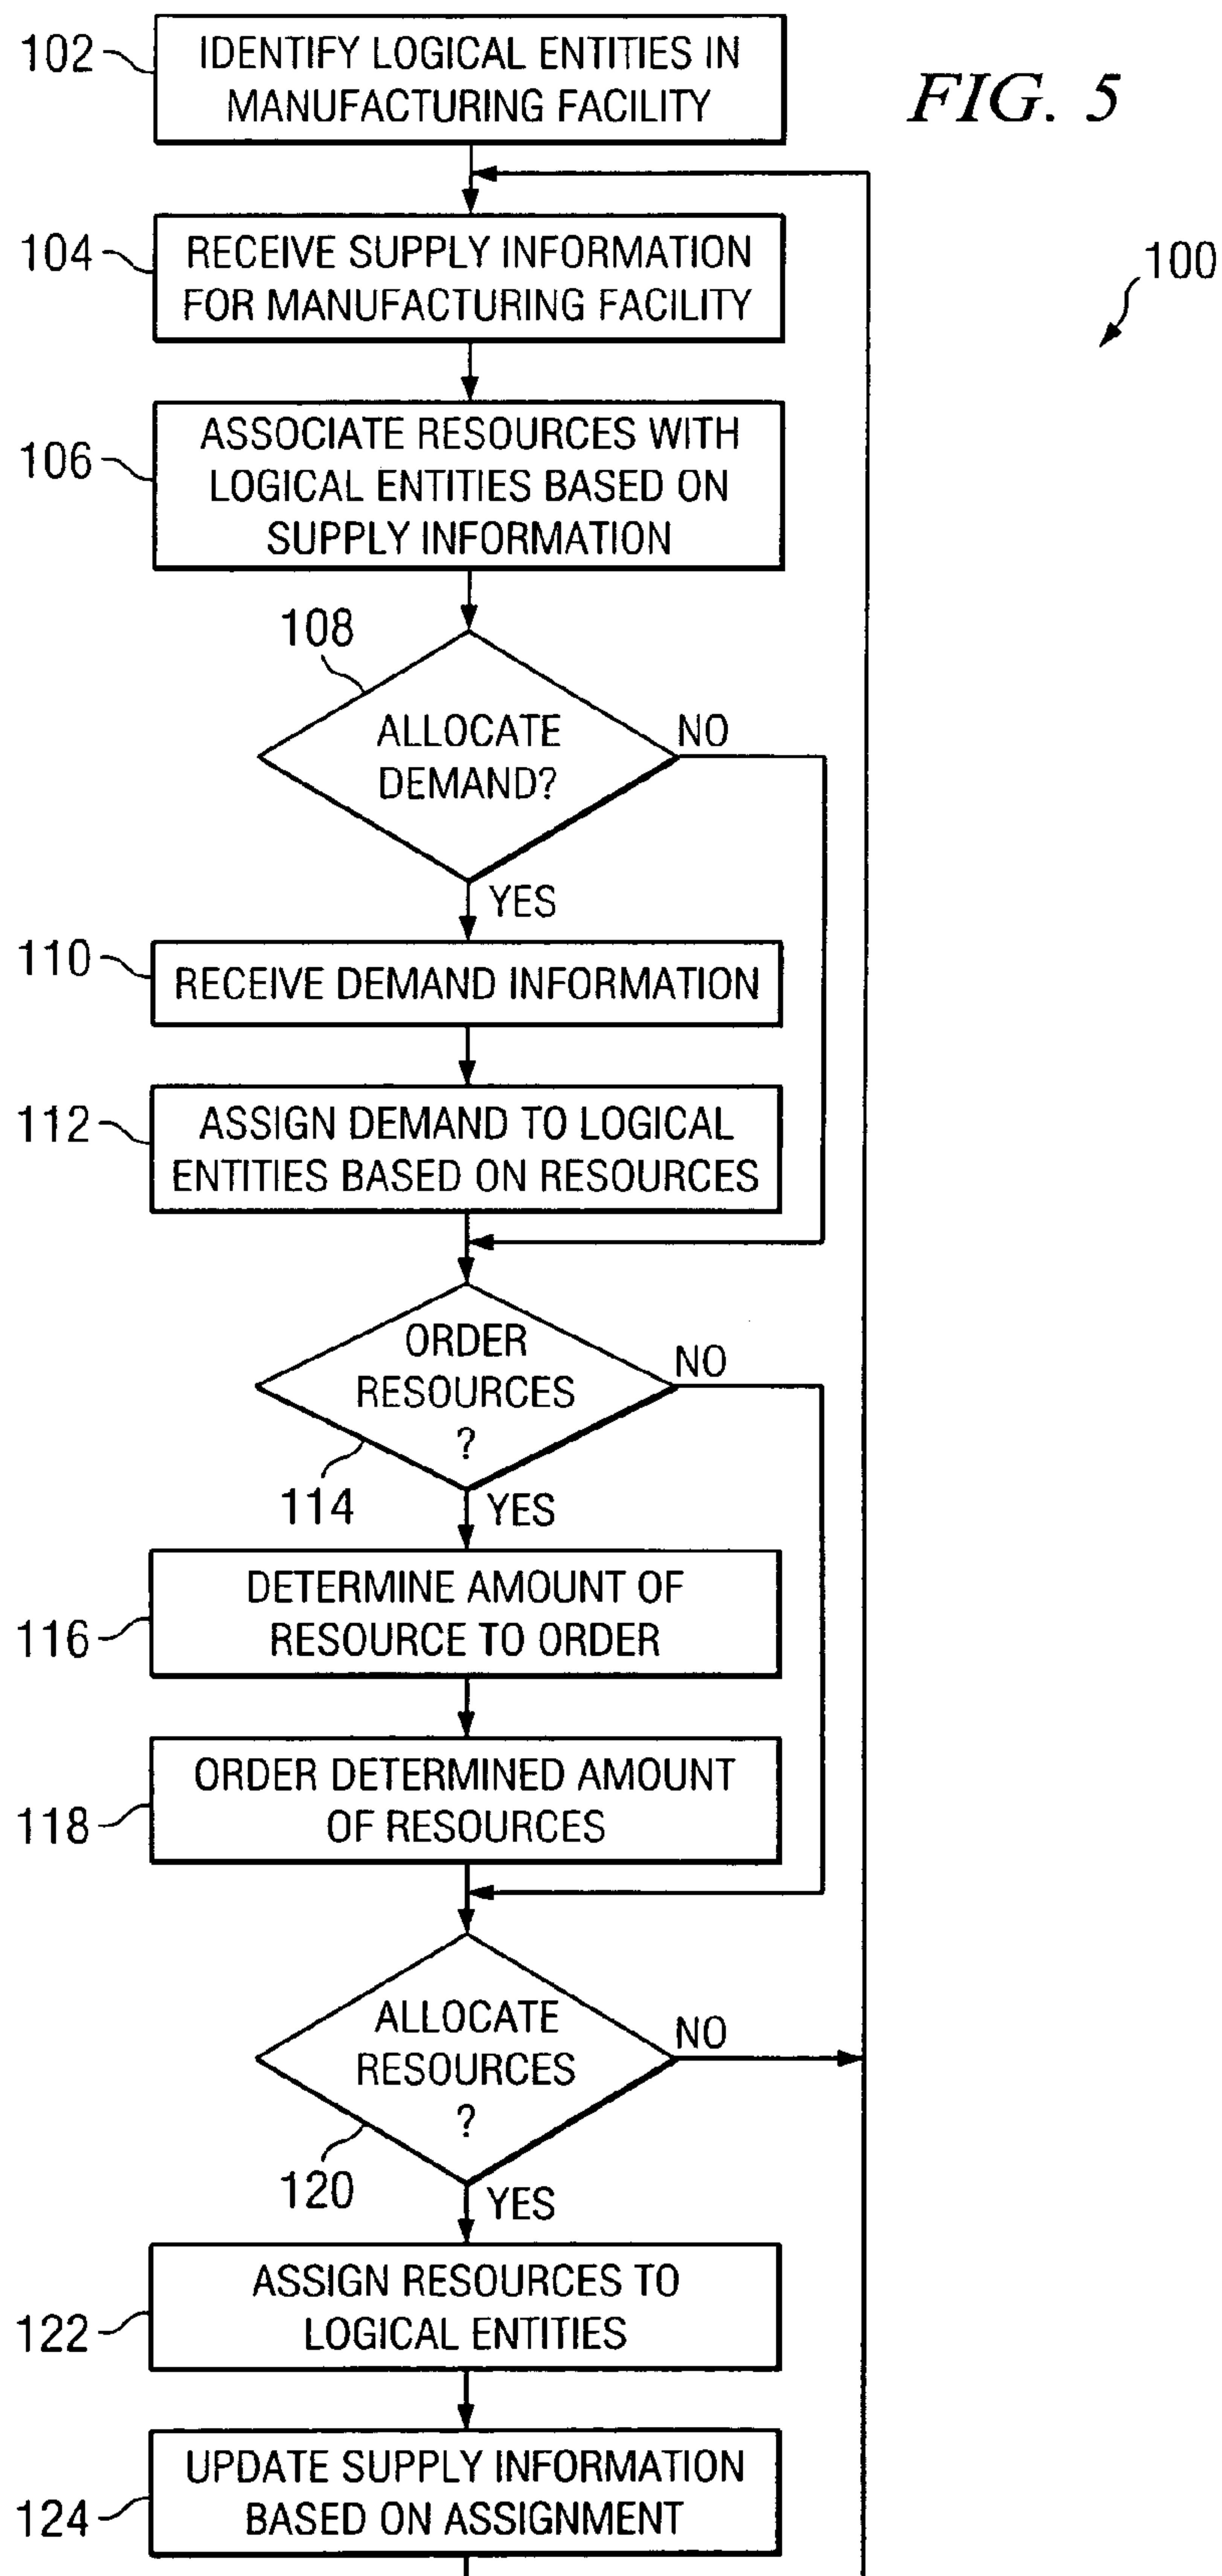 102
IDENTIFY LOGICAL ENTITIES IN
MANUFACTURING FACILITY
FIG. 5
104
RECEIVE SUPPLY INFORMATION
FOR MANUFACTURING FACILITY
100
106
ASSOCIATE RESOURCES WITH
LOGICAL ENTITIES BASED ON
SUPPLY INFORMATION
108
ALLOCATE
DEMAND?
NO
YES
110
RECEIVE DEMAND INFORMATION
112
ASSIGN DEMAND TO LOGICAL
ENTITIES BASED ON RESOURCES
ORDER
RESOURCES
?
NO
114
YES
116
DETERMINE AMOUNT OF
RESOURCE TO ORDER
118
ORDER DETERMINED AMOUNT
OF RESOURCES
ALLOCATE
RESOURCES
?
NO
120
YES
122
ASSIGN RESOURCES TO
LOGICAL ENTITIES
124
UPDATE SUPPLY INFORMATION
BASED ON ASSIGNMENT